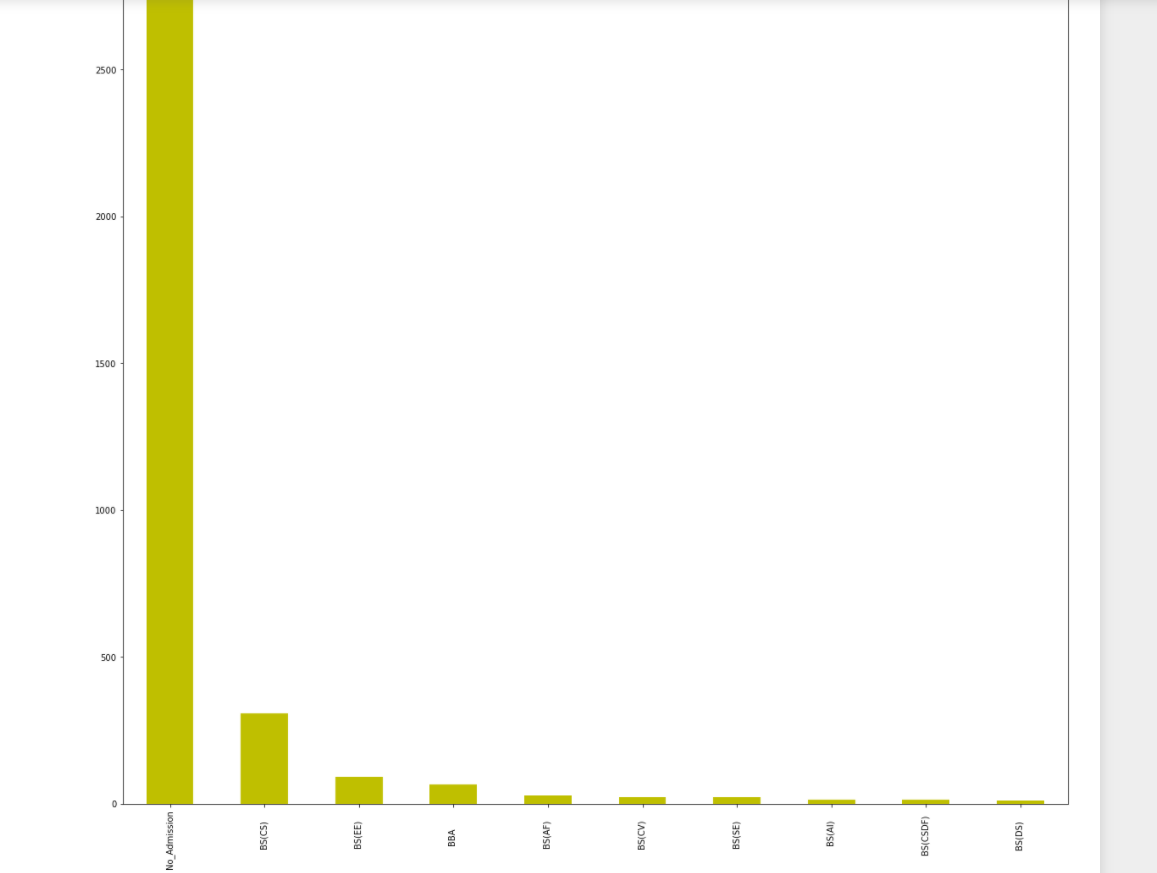 2500
2000
1500
1000
500
0
No_Admission
BS(CS)
BS(EE)
BBA
BS(AF)
BS(CV)
BS(SE)
BS(AI)
BS(CSDF)
BS(DS)